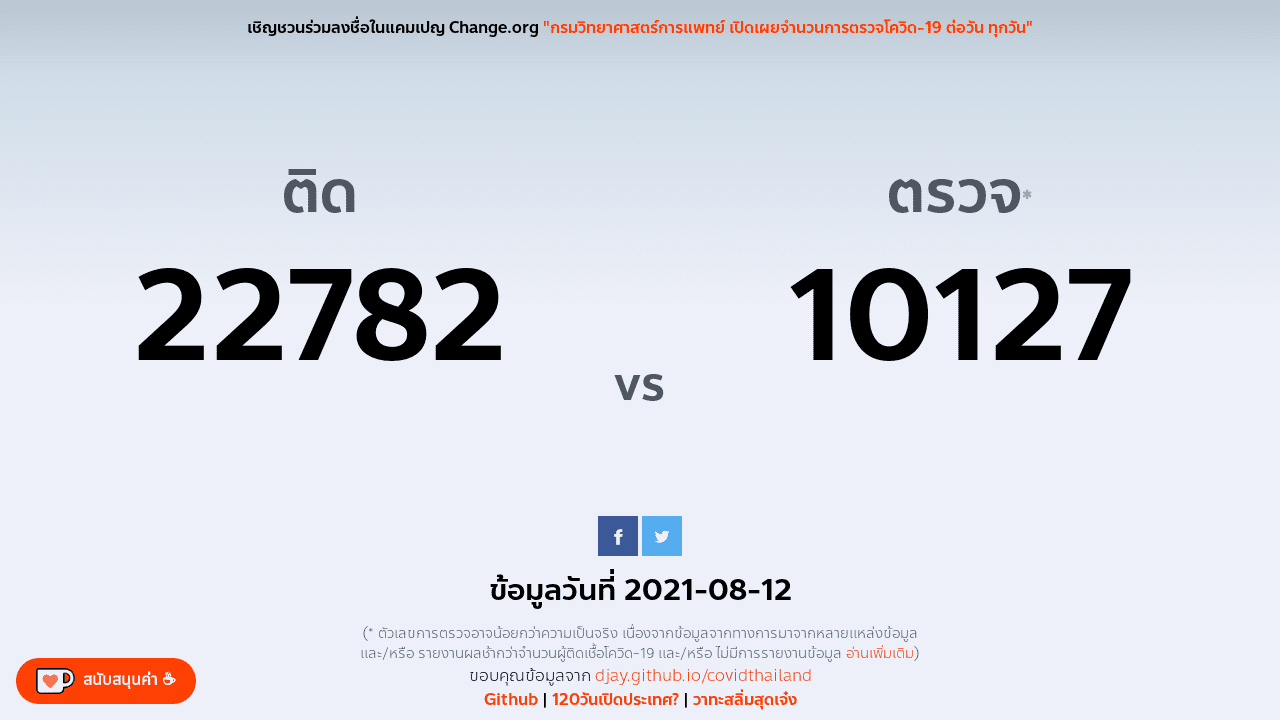 เชิญชวนร่วมลงชื่อในแคมเปญ Change.org "กรมวิทยาศาสตร์การแพทย์ เปิดเผยจำนวนการตรวจโควิด-19 ต่อวัน ทุกวัน"
ติด
ตรวจ*
22782
10127
vs
ข้อมูลวันที่ 2021-08-12
(* ตัวเลขการตรวจอาจน้อยกว่าความเป็นจริง เนื่องจากข้อมูลจากทางการมาจากหลายแหล่งข้อมูล
และ/หรือ รายงานผลช้ากว่าจำนวนผู้ติดเชื้อโควิด-19 และ/หรือ ไม่มีการรายงานข้อมูล อ่านเพิ่มเติม)
ขอบคุณข้อมูลจาก djay.github.io/covidthailand
Github | 120วันเปิดประเทศ? | วาทะสลิ่มสุดเจ๋ง
สนับสนุนค่า ☕